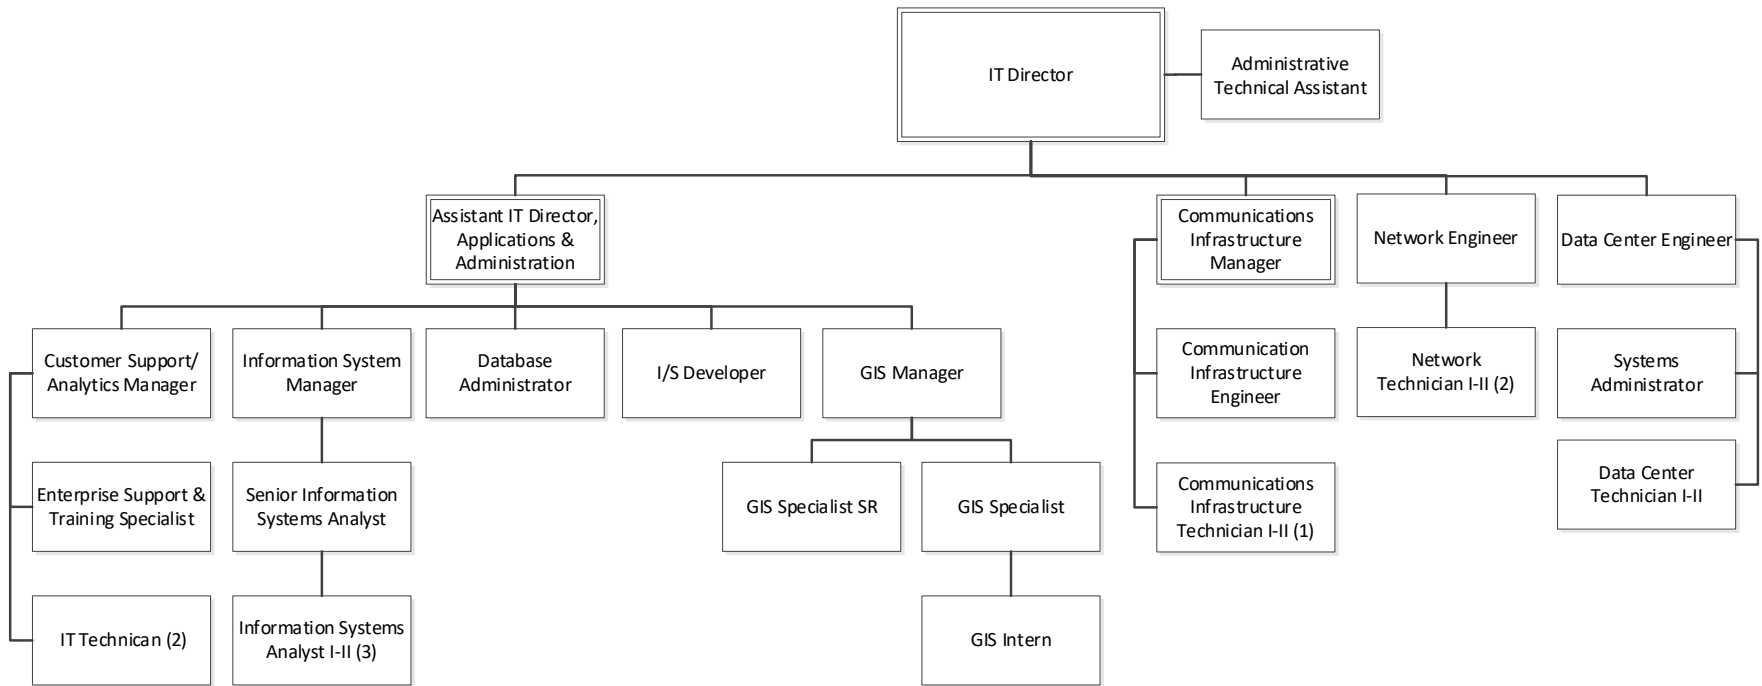 IT Director
Administrative
Technical Assistant
Assistant IT Director,
Applications &
Administration
Communications
Infrastructure
Manager
Network Engineer
Data Center Engineer
Customer Support/
Analytics Manager
Information System
Manager
Database
Administrator
I/S Developer
GIS Manager
Communication
Infrastructure
Engineer
Network
Technician I-II (2)
Systems
Administrator
Enterprise Support &
Training Specialist
Senior Information
Systems Analyst
GIS Specialist SR
GIS Specialist
Communications
Infrastructure
Technician I-II (1)
Data Center
Technician I-II
IT Technican (2)
Information Systems
Analyst I-II (3)
GIS Intern